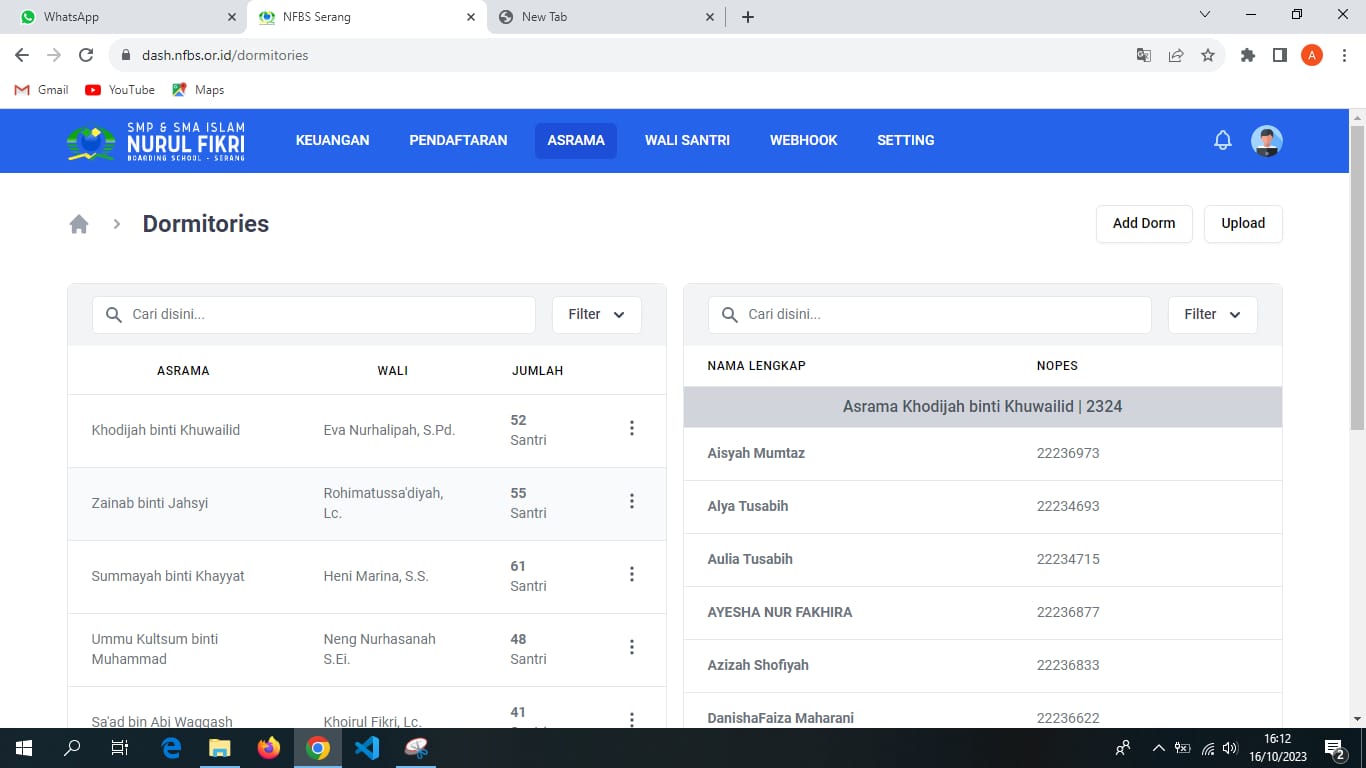 WhatsApp
NFBS Serang
New Tab
dash.nfbs.or.id/dormitories
A
Gmail
YouTube
Maps
SMP & SMA ISLAM
NURUL FIKRI
BOARDING SCHOOL - SERANG
KEUANGAN
PENDAFTARAN
ASRAMA
WALI SANTRI
WEBHOOK
SETTING
Dormitories
Add Dorm
Upload
Cari disini...
Filter
ASRAMA WALI JUMLAH
Khodijah binti Khuwailid Eva Nurhalipah, S.Pd. 52
Santri
Zainab binti Jahsyi Rohimatussa'diyah, 55
Lc. Santri
Summayah binti Khayyat Heni Marina, S.S. 61
Santri
Ummu Kultsum binti Neng Nurhasanah 48
Muhammad S.Ei. Santri
Sa'ad bin Abi Waqqash Khoirul Fikri, Lc. 41
Cari disini...
Filter
NAMA LENGKAP NOPES
Asrama Khodijah binti Khuwailid | 2324
Aisyah Mumtaz 22236973
Alya Tusabih 22234693
Aulia Tusabih 22234715
AYESHA NUR FAKHIRA 22236877
Azizah Shofiyah 22236833
DanishaFaiza Maharani 22236622
16:12
16/10/2023
2